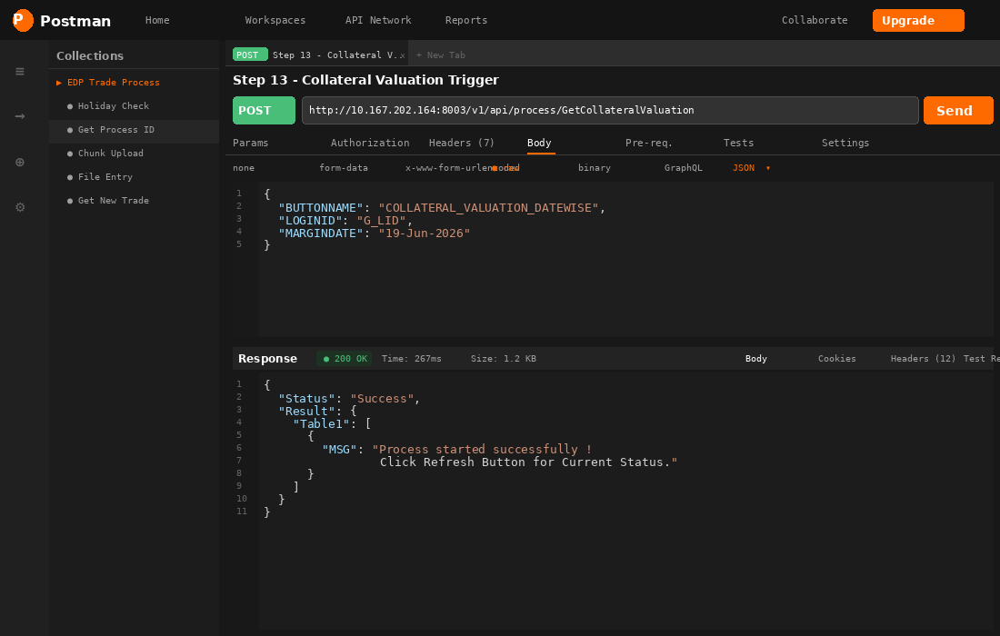 P Postman Home Workspaces API Network Reports Collaborate Upgrade
Collections
▶ EDP Trade Process
● Holiday Check
● Get Process ID
● Chunk Upload
● File Entry
● Get New Trade
POST Step 13 - Collateral V.. x + New Tab
Step 13 - Collateral Valuation Trigger
POST http://10.167.202.164:8003/v1/api/process/GetCollateralValuation Send
Params Authorization Headers (7) Body Pre-req. Tests Settings
none form-data x-www-form-urlencoded ● raw binary GraphQL JSON ▾
1 {
2 "BUTTONNAME": "COLLATERAL_VALUATION_DATEWISE",
3 "LOGINID": "G_LID",
4 "MARGINDATE": "19-Jun-2026"
5 }
Response ● 200 OK Time: 267ms Size: 1.2 KB Body Cookies Headers (12) Test Re
1 {
2 "Status": "Success",
3 "Result": {
4 "Table1": [
5 {
6 "MSG": "Process started successfully !
7 Click Refresh Button for Current Status."
8 }
9 ]
10 }
11 }